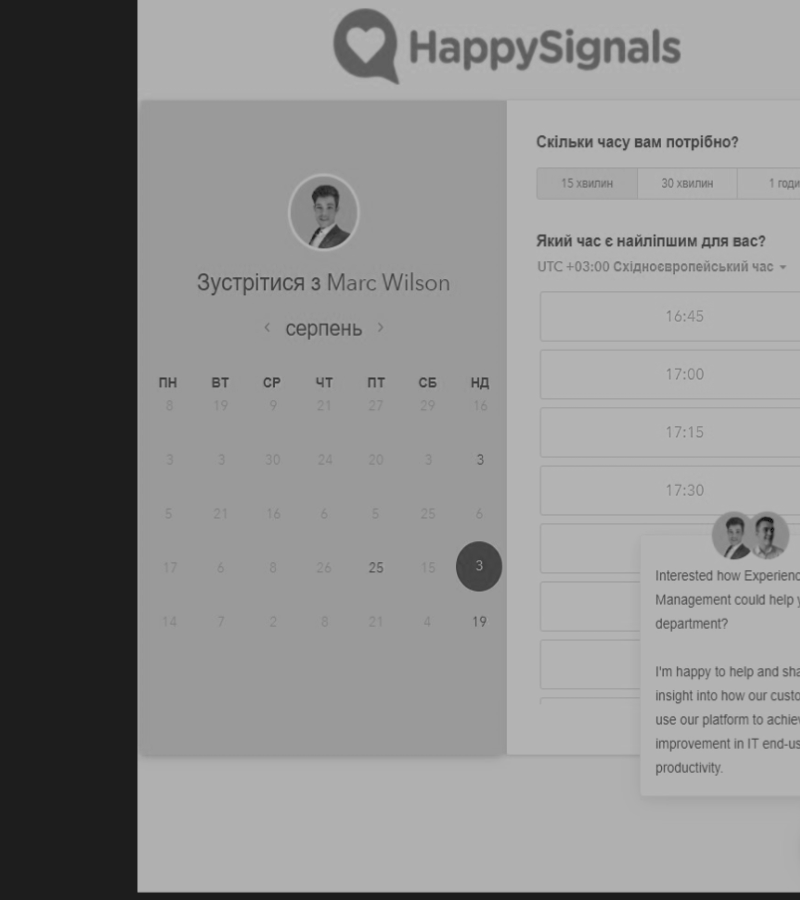 HappySignals
Зустрітися з Marc Wilson
серпень
ПН ВТ СР ЧТ ПТ СБ НД
8 19 9 21 27 29 16
3 3 30 24 20 3 3
5 21 16 6 5 25 6
17 6 8 26 25 15 3
14 7 2 8 21 4 19
Скільки часу вам потрібно?
15 хвилин 30 хвилин 1 годи
Який час є найліпшим для вас?
UTC +03:00 Східноєвропейський час
16:45
17:00
17:15
17:30
Interested how Experienc
Management could help y
department?
I'm happy to help and sha
insight into how our custo
use our platform to achiev
improvement in IT end-us
productivity.